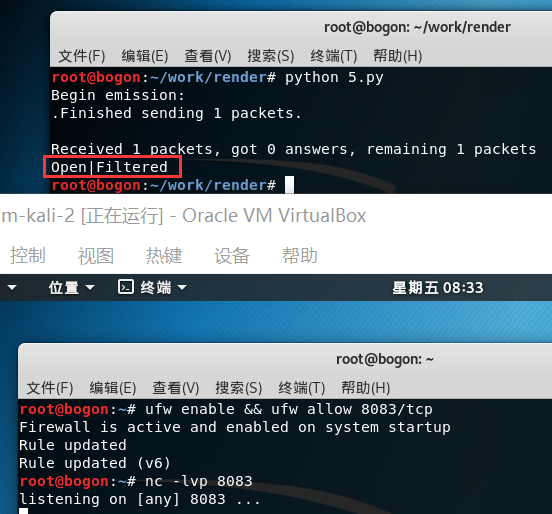 root@bogon: ~/work/render
文件(F) 编辑(E) 查看(V) 搜索(S) 终端(T) 帮助(H)
root@bogon:~/work/render# python 5.py
Begin emission:
.Finished sending 1 packets.
Received 1 packets, got 0 answers, remaining 1 packets
Open|Filtered
root@bogon:~/work/render#
m-kali-2 [正在运行] - Oracle VM VirtualBox
控制 视图 热键 设备 帮助
位置 终端 星期五 08:33
root@bogon: ~
文件(F) 编辑(E) 查看(V) 搜索(S) 终端(T) 帮助(H)
root@bogon:~# ufw enable && ufw allow 8083/tcp
Firewall is active and enabled on system startup
Rule updated
Rule updated (v6)
root@bogon:~# nc -lvp 8083
listening on [any] 8083 ...